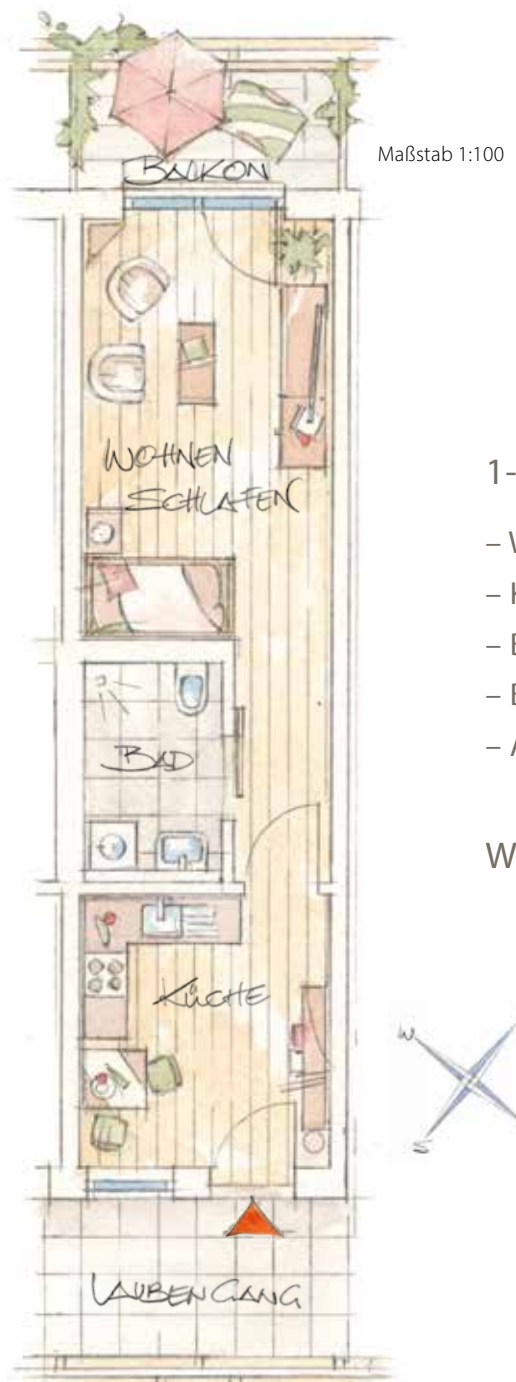 BALKON
Maßstab 1:100
WOHNEN
SCHLAFEN
1-
– W
– K
– B
– B
– A
BAD
W
KÜCHE
W
S
LAUBENGANG